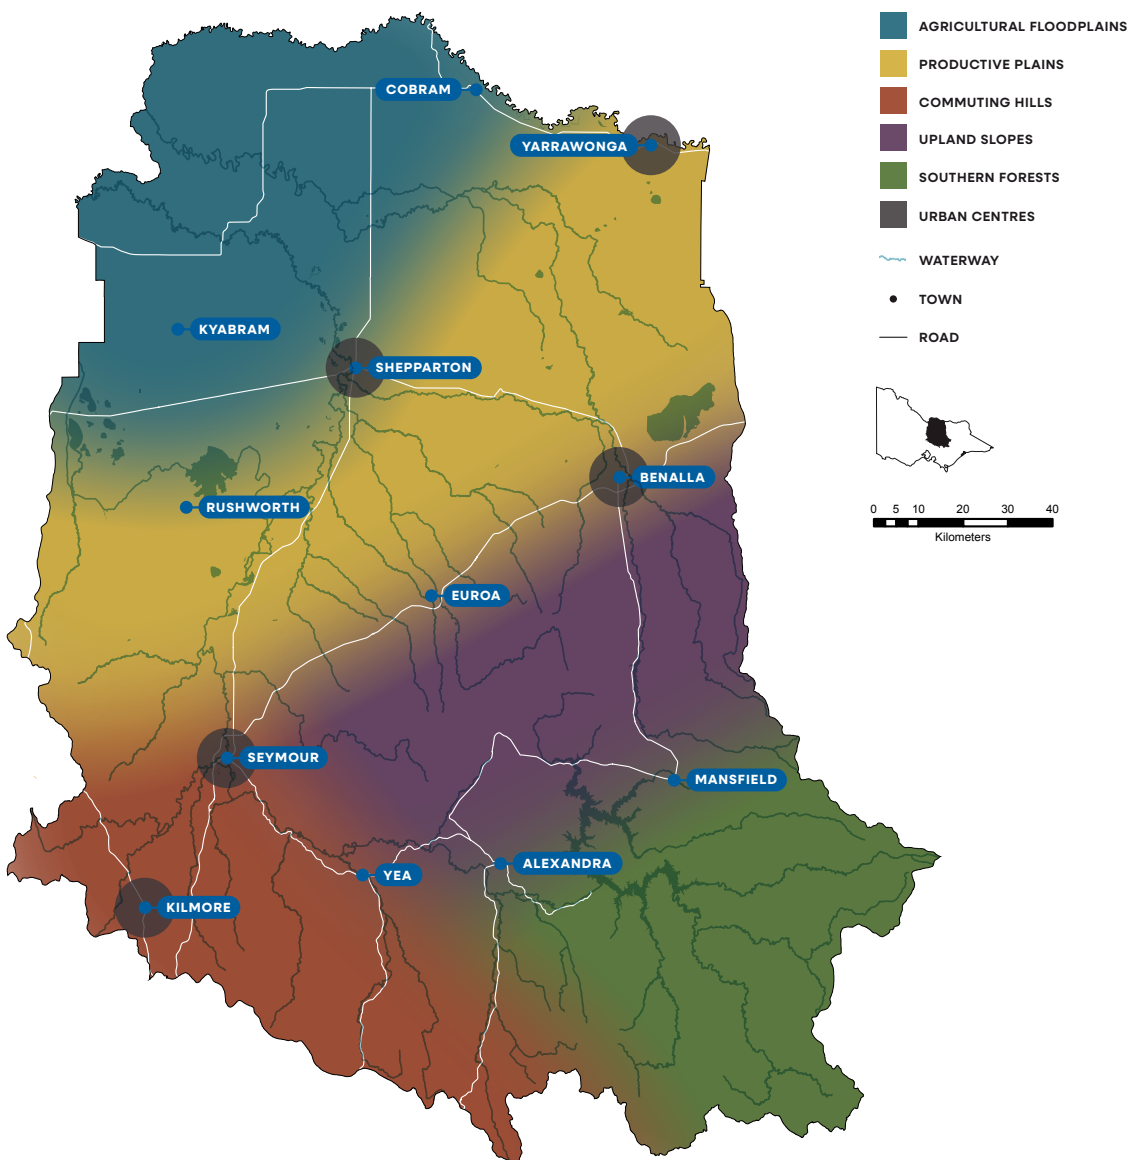 AGRICULTURAL FLOODPLAINS
PRODUCTIVE PLAINS
COMMUTING HILLS
UPLAND SLOPES
SOUTHERN FORESTS
URBAN CENTRES
WATERWAY
TOWN
ROAD
0 5 10 20 30 40
Kilometers
COBRAM
YARRAWONGA
KYABRAM
SHEPPARTON
BENALLA
RUSHWORTH
EUROA
SEYMOUR
MANSFIELD
ALEXANDRA
YEA
KILMORE